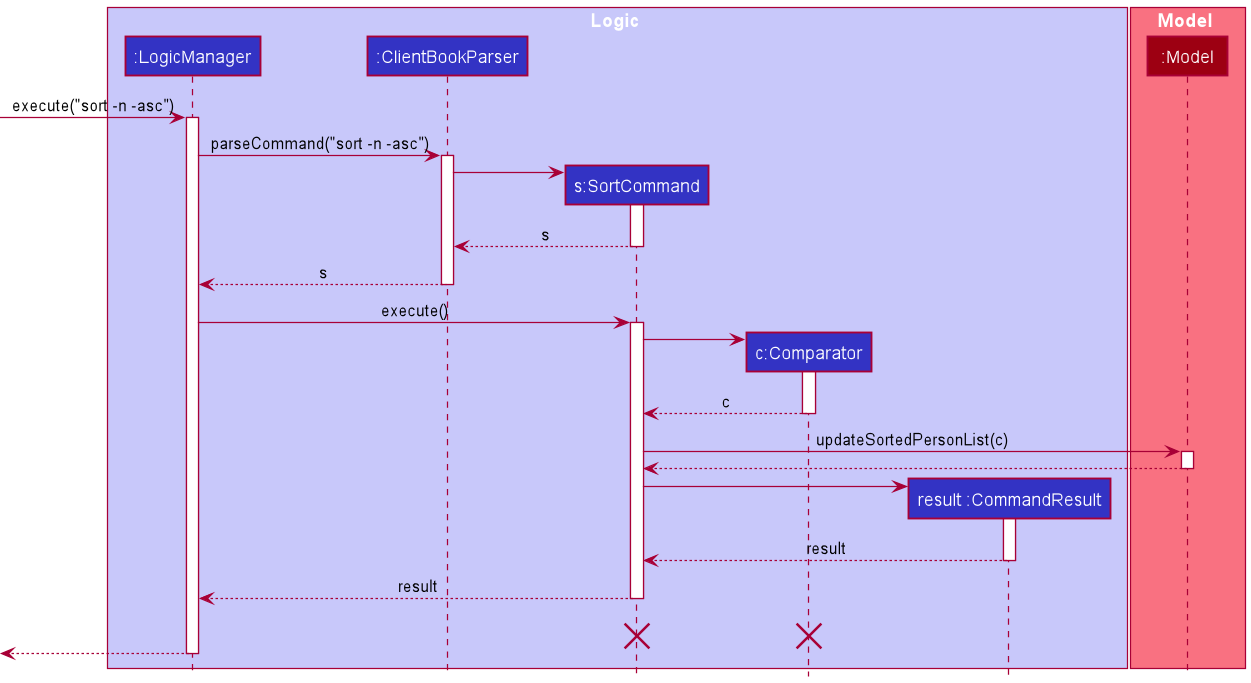 Logic
Model
:LogicManager
:ClientBookParser
:Model
execute("sort -n -asc")
parseCommand("sort -n -asc")
s:SortCommand
s
s
execute()
c:Comparator
c
updateSortedPersonList(c)
result :CommandResult
result
result